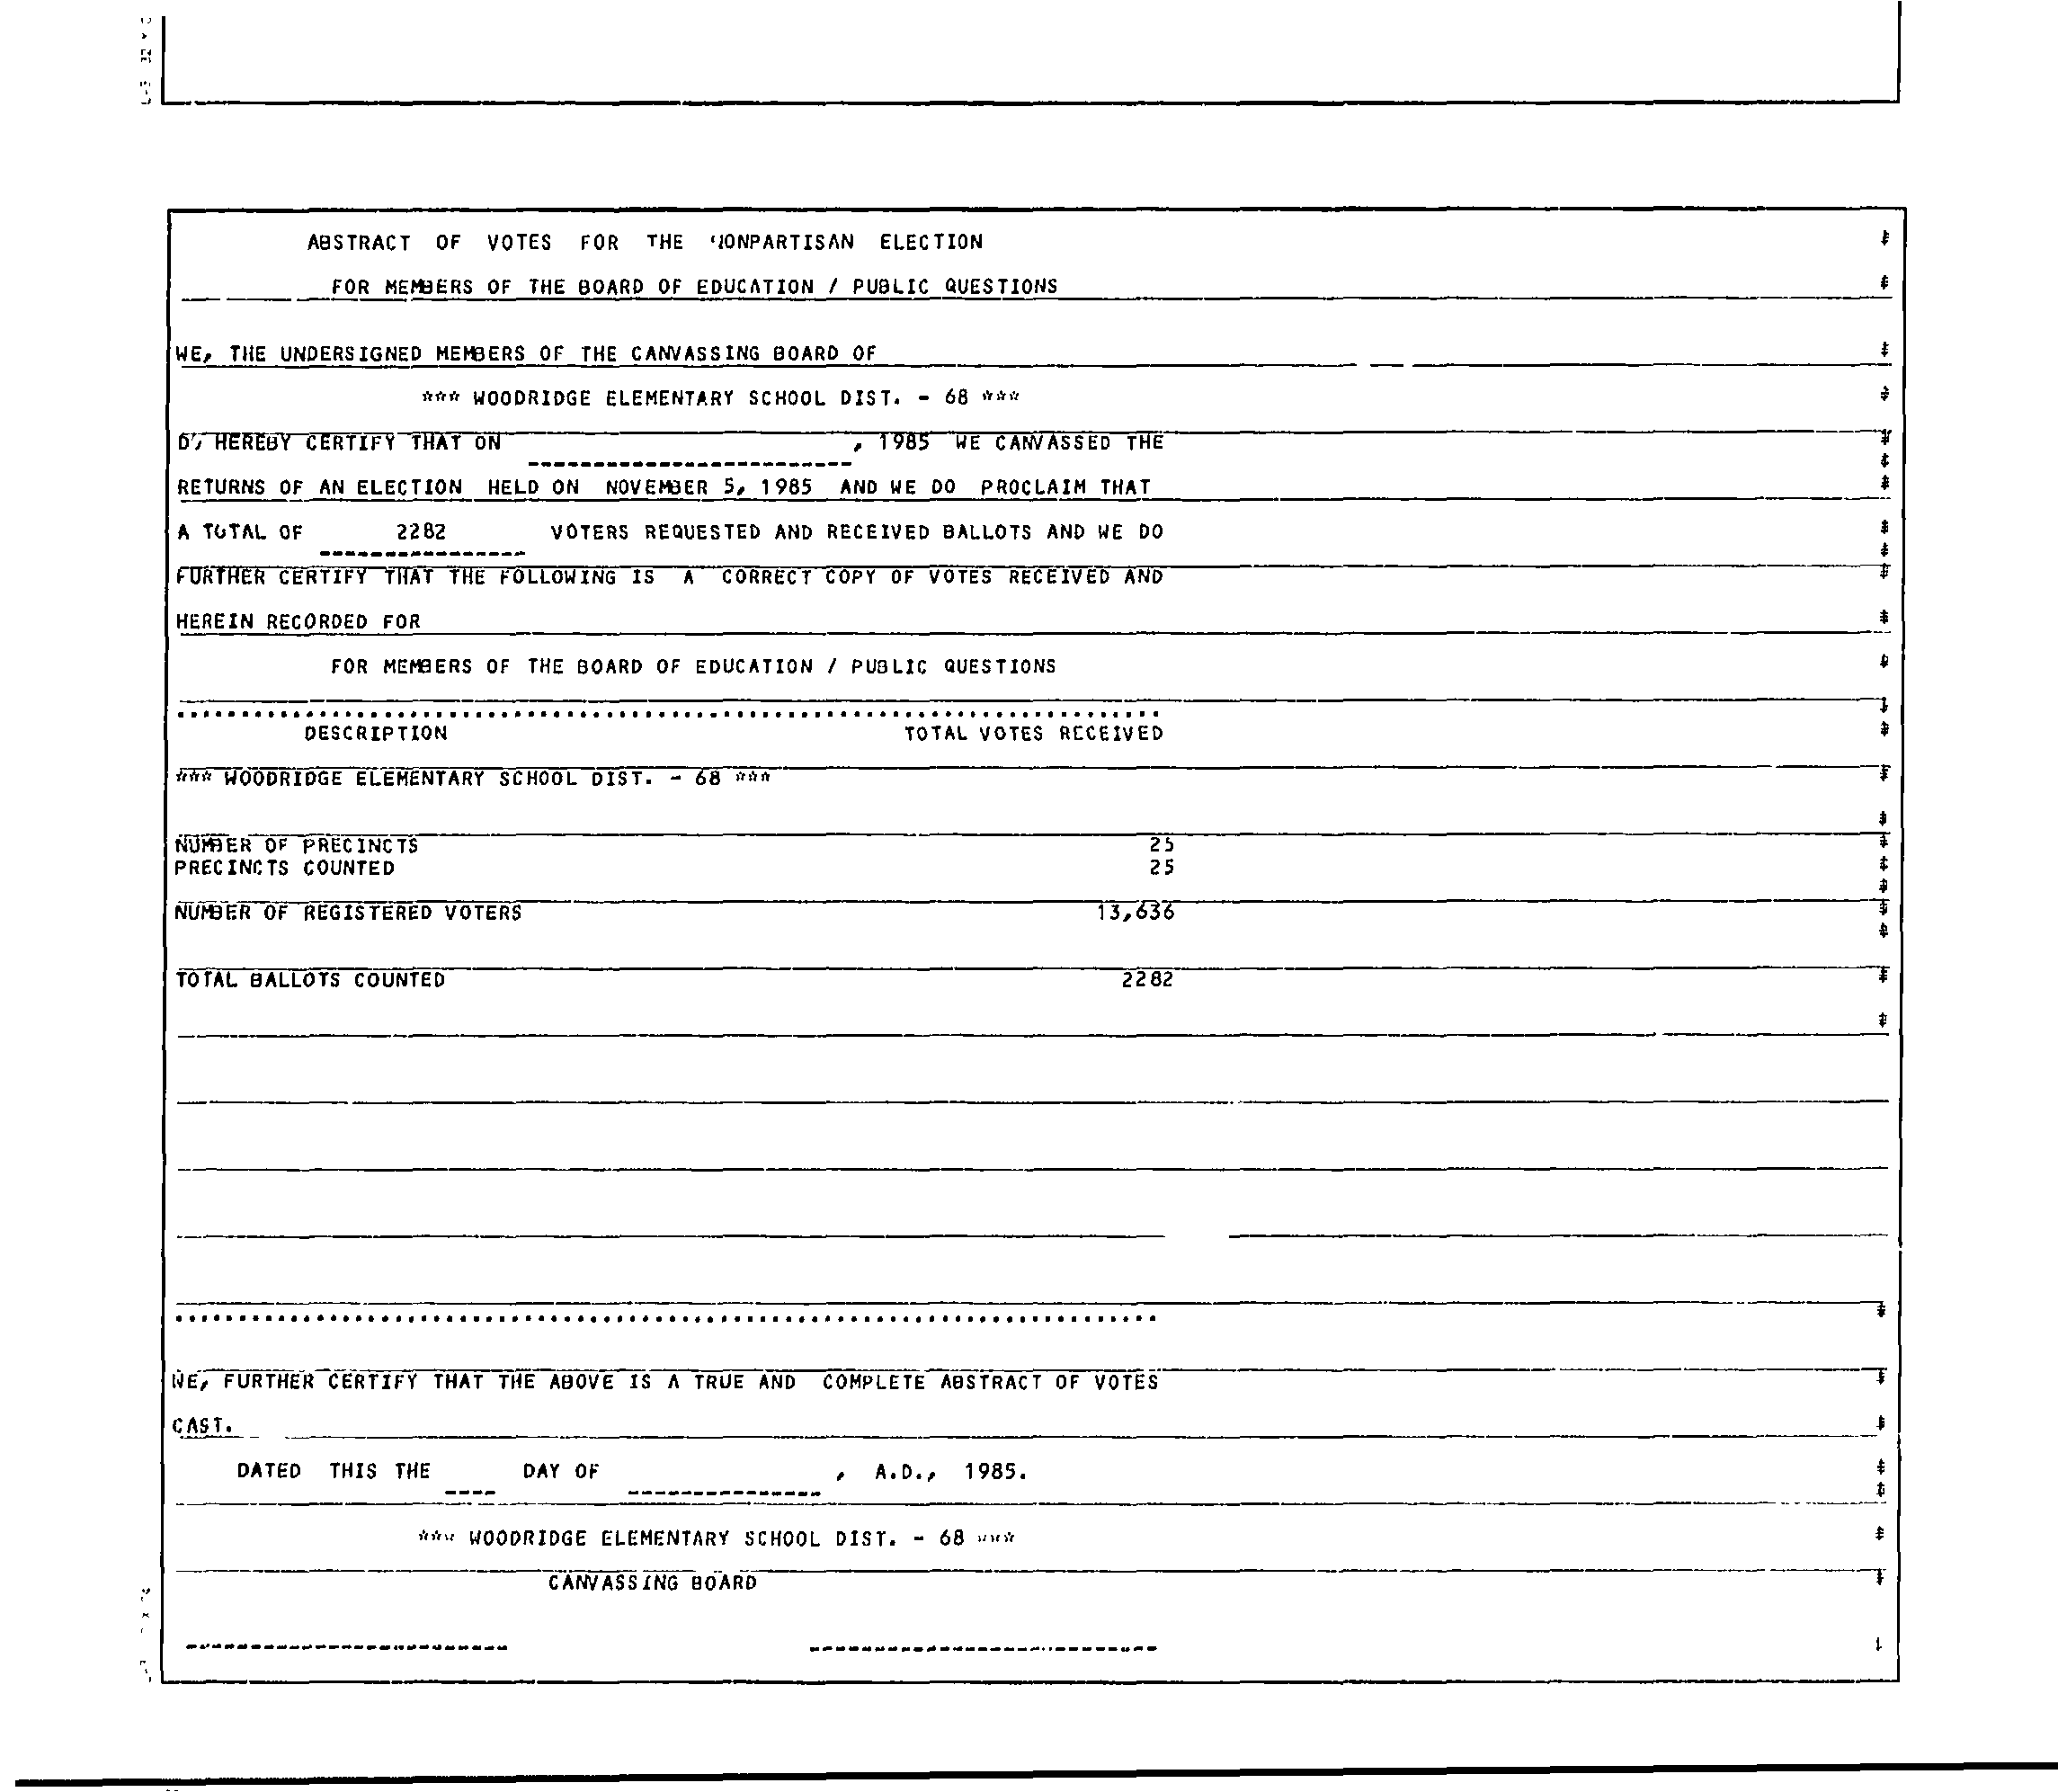 ABSTRACT OF VOTES FOR THE NONPARTISAN ELECTION
FOR MEMBERS OF THE BOARD OF EDUCATION / PUBLIC QUESTIONS
WE, THE UNDERSIGNED MEMBERS OF THE CANVASSING BOARD OF
*** WOODRIDGE ELEMENTARY SCHOOL DIST. - 68 ***
DO, HEREBY CERTIFY THAT ON , 1985 WE CANVASSED THE
RETURNS OF AN ELECTION HELD ON NOVEMBER 5, 1985 AND WE DO PROCLAIM THAT
A TOTAL OF 2282 VOTERS REQUESTED AND RECEIVED BALLOTS AND WE DO
FURTHER CERTIFY THAT THE FOLLOWING IS A CORRECT COPY OF VOTES RECEIVED AND
HEREIN RECORDED FOR
FOR MEMBERS OF THE BOARD OF EDUCATION / PUBLIC QUESTIONS
DESCRIPTION TOTAL VOTES RECEIVED
*** WOODRIDGE ELEMENTARY SCHOOL DIST. - 68 ***
NUMBER OF PRECINCTS 25
PRECINCTS COUNTED 25
NUMBER OF REGISTERED VOTERS 13,636
TOTAL BALLOTS COUNTED 2282
WE, FURTHER CERTIFY THAT THE ABOVE IS A TRUE AND COMPLETE ABSTRACT OF VOTES
CAST.
DATED THIS THE DAY OF , A.D., 1985.
*** WOODRIDGE ELEMENTARY SCHOOL DIST. - 68 ***
CANVASSING BOARD